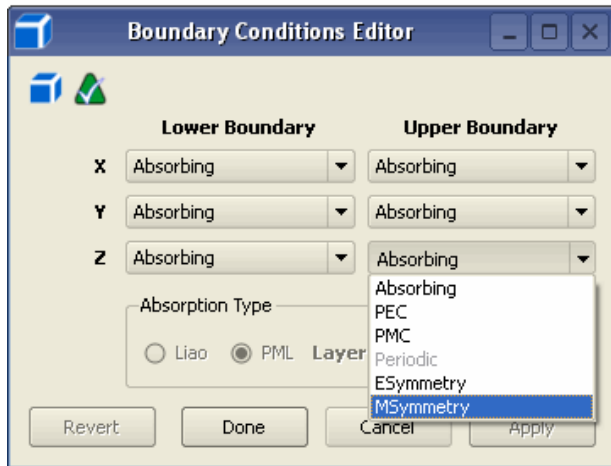 Boundary Conditions Editor
Lower Boundary Upper Boundary
X Absorbing Absorbing
Y Absorbing Absorbing
Z Absorbing Absorbing
Absorption Type
Liao PML Layer
Absorbing
PEC
PMC
Periodic
ESymmetry
MSymmetry
Revert Done Cancel Apply